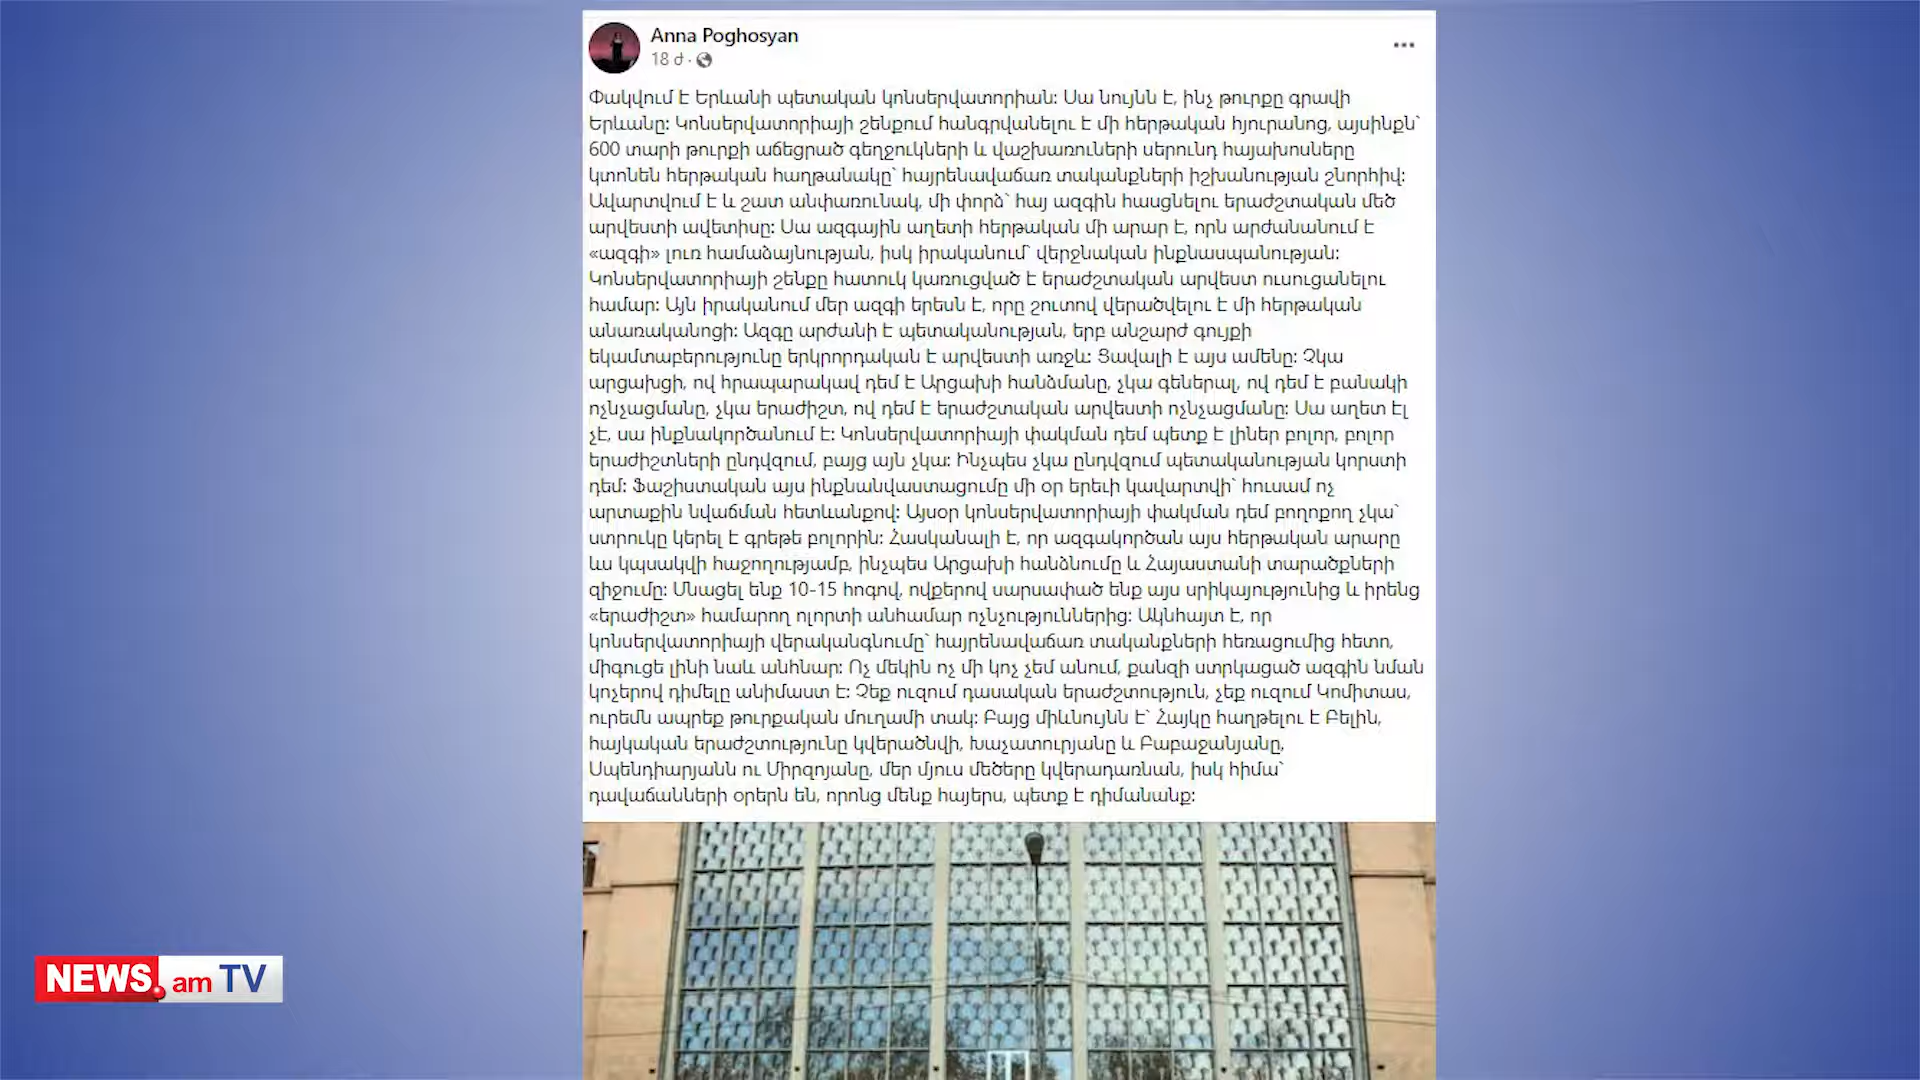 Anna Poghosyan
18 ժ ·
Փակվում է Երևանի պետական կոնսերվատորիան: Սա նույնն է, ինչ թուրքը գրավի
Երևանը: Կոնսերվատորիայի շենքում հանգրվանելու է մի հերթական հյուրանոց, այսինքն՝
600 տարի թուրքի աճեցրած գեղջուկների և վաշխառուների սերունդ հայախոսները
կտոնեն հերթական հաղթանակը՝ հայրենավաճառ տականքների իշխանության շնորհիվ:
Ավարտվում է և շատ անփառունակ, մի փորձ՝ հայ ազգին հասցնելու երաժշտական մեծ
արվեստի ավետիսը: Սա ազգային աղետի հերթական մի արար է, որն արժանանում է
«ազգի» լուռ համաձայնության, իսկ իրականում՝ վերջնական ինքնասպանության:
Կոնսերվատորիայի շենքը հատուկ կառուցված է երաժշտական արվեստ ուսուցանելու
համար: Այն իրականում մեր ազգի երեսն է, որը շուտով վերածվելու է մի հերթական
անառականոցի: Ազգը արժանի է պետականության, երբ անշարժ գույքի
եկամտաբերությունը երկրորդական է արվեստի առջև: Ցավալի է այս ամենը: Չկա
արցախցի, ով հրապարակավ դեմ է Արցախի հանձմանը, չկա գեներալ, ով դեմ է բանակի
ոչնչացմանը, չկա երաժիշտ, ով դեմ է երաժշտական արվեստի ոչնչացմանը: Սա աղետ էլ
չէ, սա ինքնակործանում է: Կոնսերվատորիայի փակման դեմ պետք է լիներ բոլոր, բոլոր
երաժիշտների ընդվզում, բայց այն չկա: Ինչպես չկա ընդվզում պետականության կորստի
դեմ: Ֆաշիստական այս ինքնանվաստացումը մի օր երեւի կավարտվի՝ հուսամ ոչ
արտաքին նվաճման հետևանքով: Այսօր կոնսերվատորիայի փակման դեմ բողոքող չկա՝
ստրուկը կերել է գրեթե բոլորին: Հասկանալի է, որ ազգակործան այս հերթական արարը
ևս կպսակվի հաջողությամբ, ինչպես Արցախի հանձնումը և Հայաստանի տարածքների
զիջումը: Մնացել ենք 10-15 հոգով, ովքերով սարսափած ենք այս սրիկայությունից և իրենց
«երաժիշտ» համարող ոլորտի անհամար ոչնչություններից: Ակնհայտ է, որ
կոնսերվատորիայի վերականգնումը՝ հայրենավաճառ տականքների հեռացումից հետո,
միգուցե լինի նաև անհնար: Ոչ մեկին ոչ մի կոչ չեմ անում, քանզի ստրկացած ազգին նման
կոչերով դիմելը անիմաստ է: Չեք ուզում դասական երաժշտություն, չեք ուզում Կոմիտաս,
ուրեմն ապրեք թուրքական մուղամի տակ: Բայց միևնույնն է՝ Հայկը հաղթելու է Բելին,
հայկական երաժշտությունը կվերածնվի, Խաչատուրյանը և Բաբաջանյանը,
Սպենդիարյանն ու Միրզոյանը, մեր մյուս մեծերը կվերադառնան, իսկ հիմա՝
դավաճանների օրերն են, որոնց մենք հայերս, պետք է դիմանանք:
NEWS.am TV